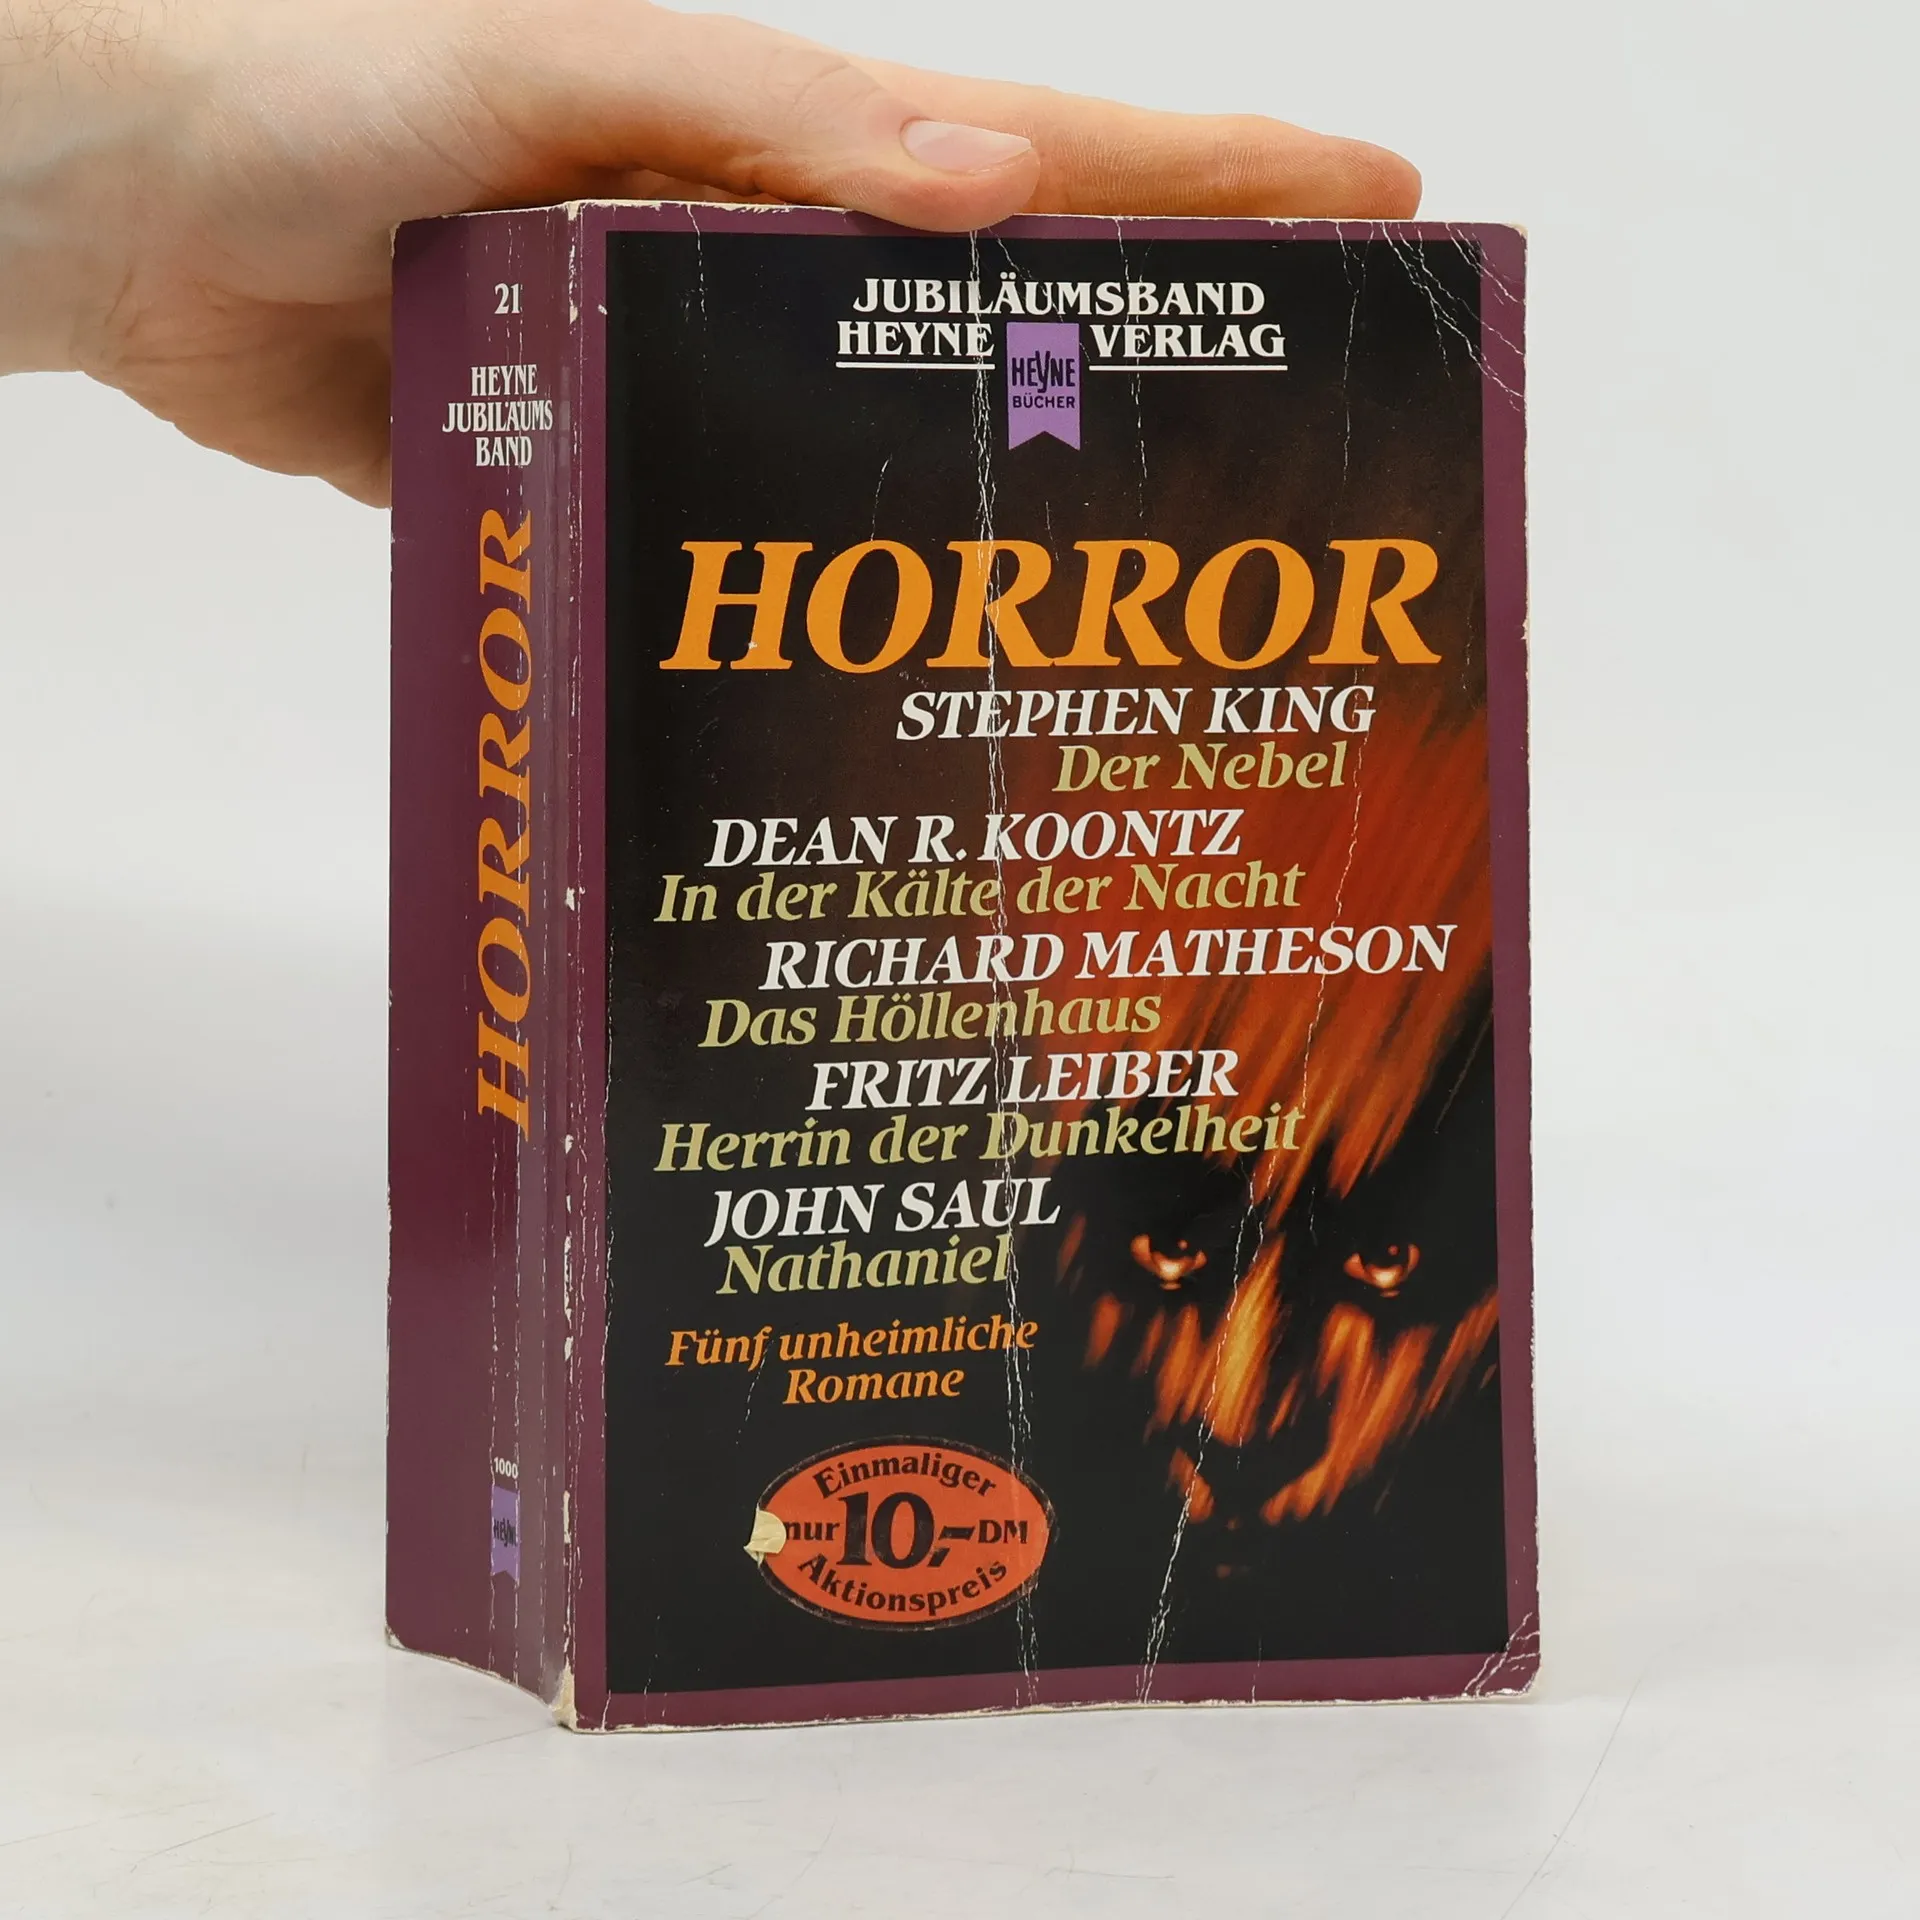 21
HEYNE
JUBILÄUMS
BAND
HORROR
1000
HEYNE
JUBILÄUMSBAND
HEYNE VERLAG
HEYNE
BÜCHER
HORROR
STEPHEN KING
Der Nebel
DEAN R. KOONTZ
In der Kälte der Nacht
RICHARD MATHESON
Das Höllenhaus
FRITZ LEIBER
Herrin der Dunkelheit
JOHN SAUL
Nathaniel
Fünf unheimliche
Romane
Einmaliger
nur 10,- DM
Aktionspreis